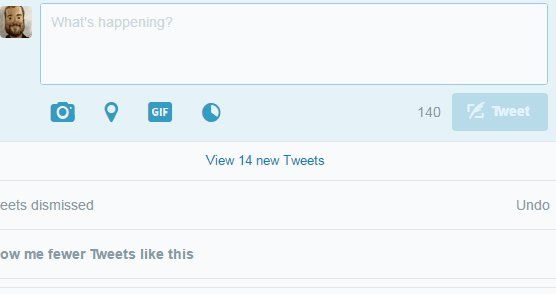 What's happening?
GIF
140 Tweet
View 14 new Tweets
eets dismissed Undo
ow me fewer Tweets like this